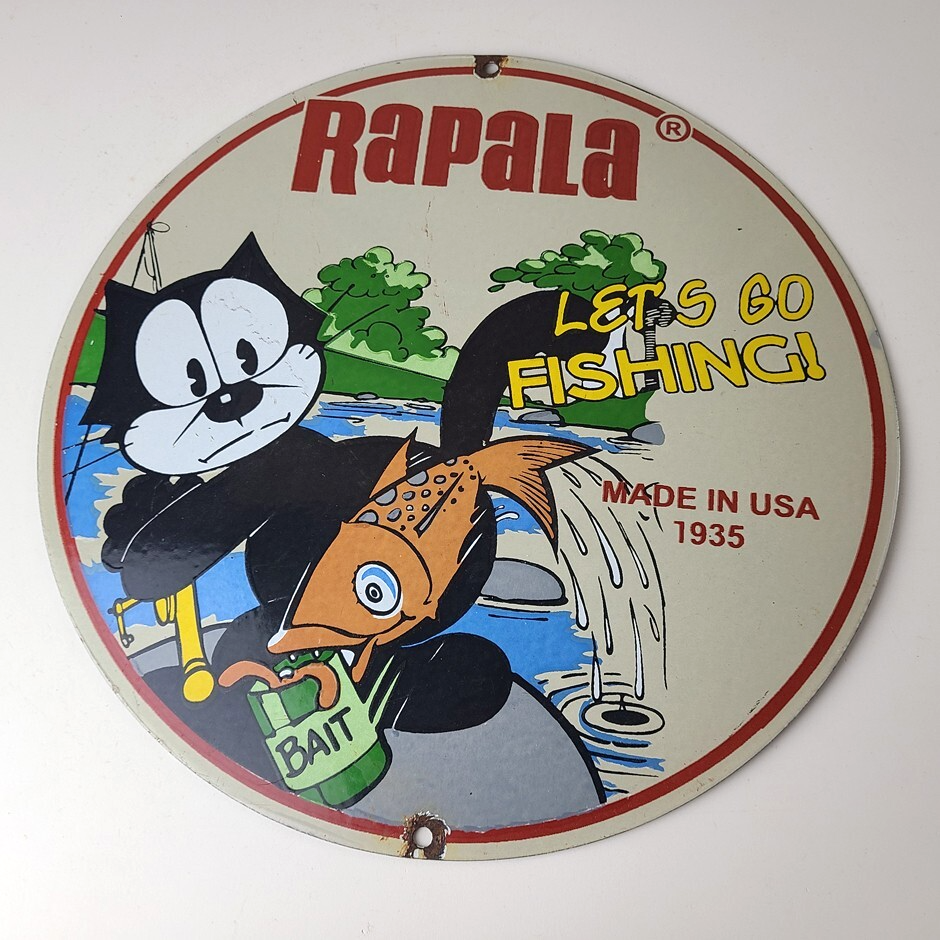 RAPALA®
LET'S GO
FISHING!
MADE IN USA
1935
BAIT